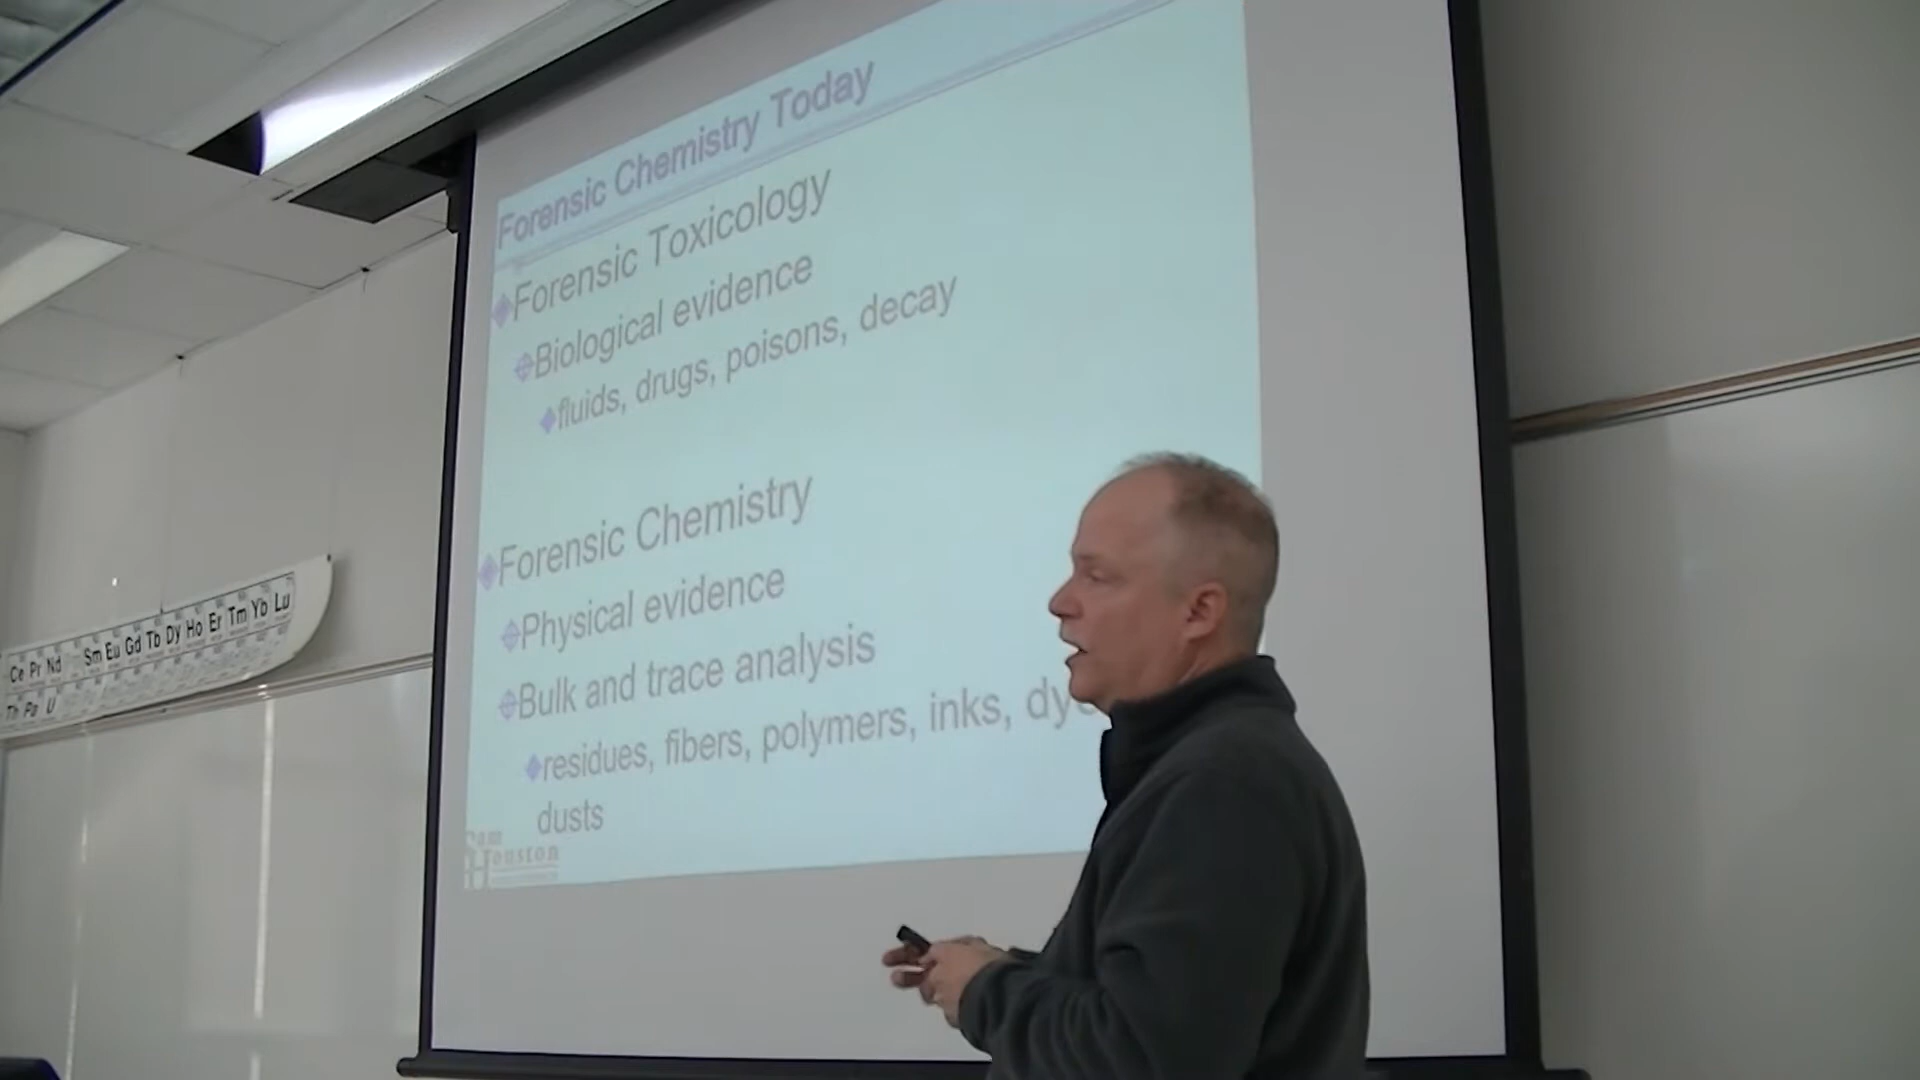 Forensic Chemistry Today
Forensic Toxicology
Biological evidence
fluids, drugs, poisons, decay
Forensic Chemistry
Physical evidence
Bulk and trace analysis
residues, fibers, polymers, inks,
dusts
Sam
Houston
Ce Pr Nd Sm Eu Gd Tb Dy Ho Er Tm Yb Lu
Th Pa U